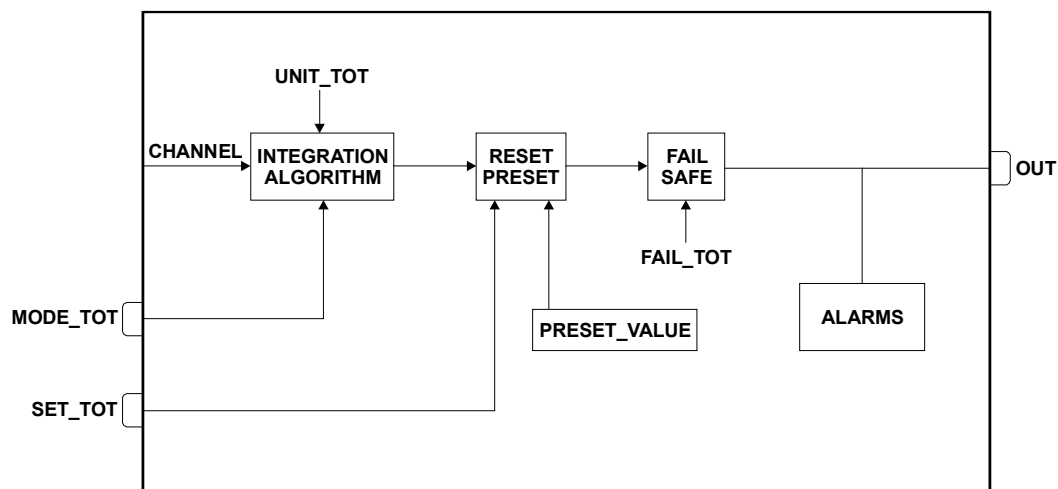 UNIT_TOT
CHANNEL
INTEGRATION
ALGORITHM
RESET
PRESET
FAIL
SAFE
OUT
FAIL_TOT
MODE_TOT
PRESET_VALUE
ALARMS
SET_TOT